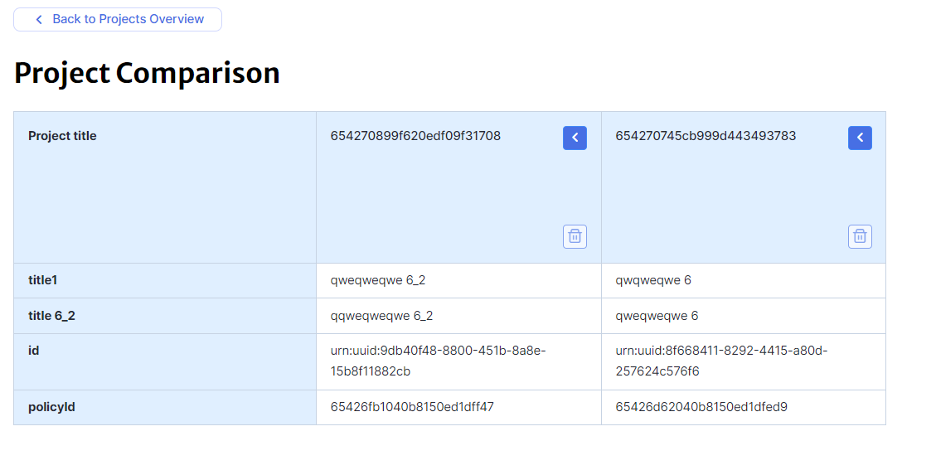 Back to Projects Overview
Project Comparison
Project title
654270899f620edf09f31708
654270745cb999d443493783
title1
qweqweqwe 6_2
qwqweqwe 6
title 6_2
qqweqweqwe 6_2
qweqweqwe 6
id
urn:uuid:9db40f48-8800-451b-8a8e-
15b8f11882cb
urn:uuid:8f668411-8292-4415-a80d-
257624c576f6
policyId
65426fb1040b8150ed1dff47
65426d62040b8150ed1dfed9